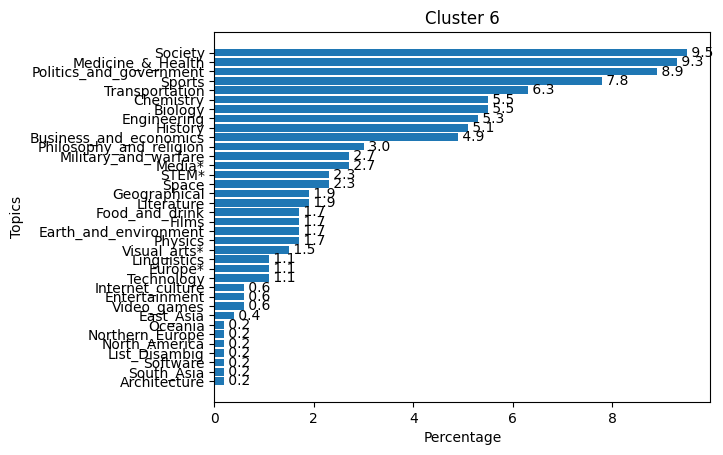 Cluster 6
Society 9.5
Medicine_&_Health 9.3
Politics_and_government 8.9
Sports 7.8
Transportation 6.3
Chemistry 5.5
Biology 5.5
Engineering 5.3
History 5.1
Business_and_economics 4.9
Philosophy_and_religion 3.0
Military_and_warfare 2.7
Media* 2.7
STEM* 2.3
Space 2.3
Geographical 1.9
Literature 1.9
Food_and_drink 1.7
Films 1.7
Earth_and_environment 1.7
Physics 1.7
Visual_arts* 1.5
Linguistics 1.1
Europe* 1.1
Technology 1.1
Internet_culture 0.6
Entertainment 0.6
Video_games 0.6
East_Asia 0.4
Oceania 0.2
Northern_Europe 0.2
North_America 0.2
List_Disambig 0.2
Software 0.2
South_Asia 0.2
Architecture 0.2
Topics
0 2 4 6 8
Percentage